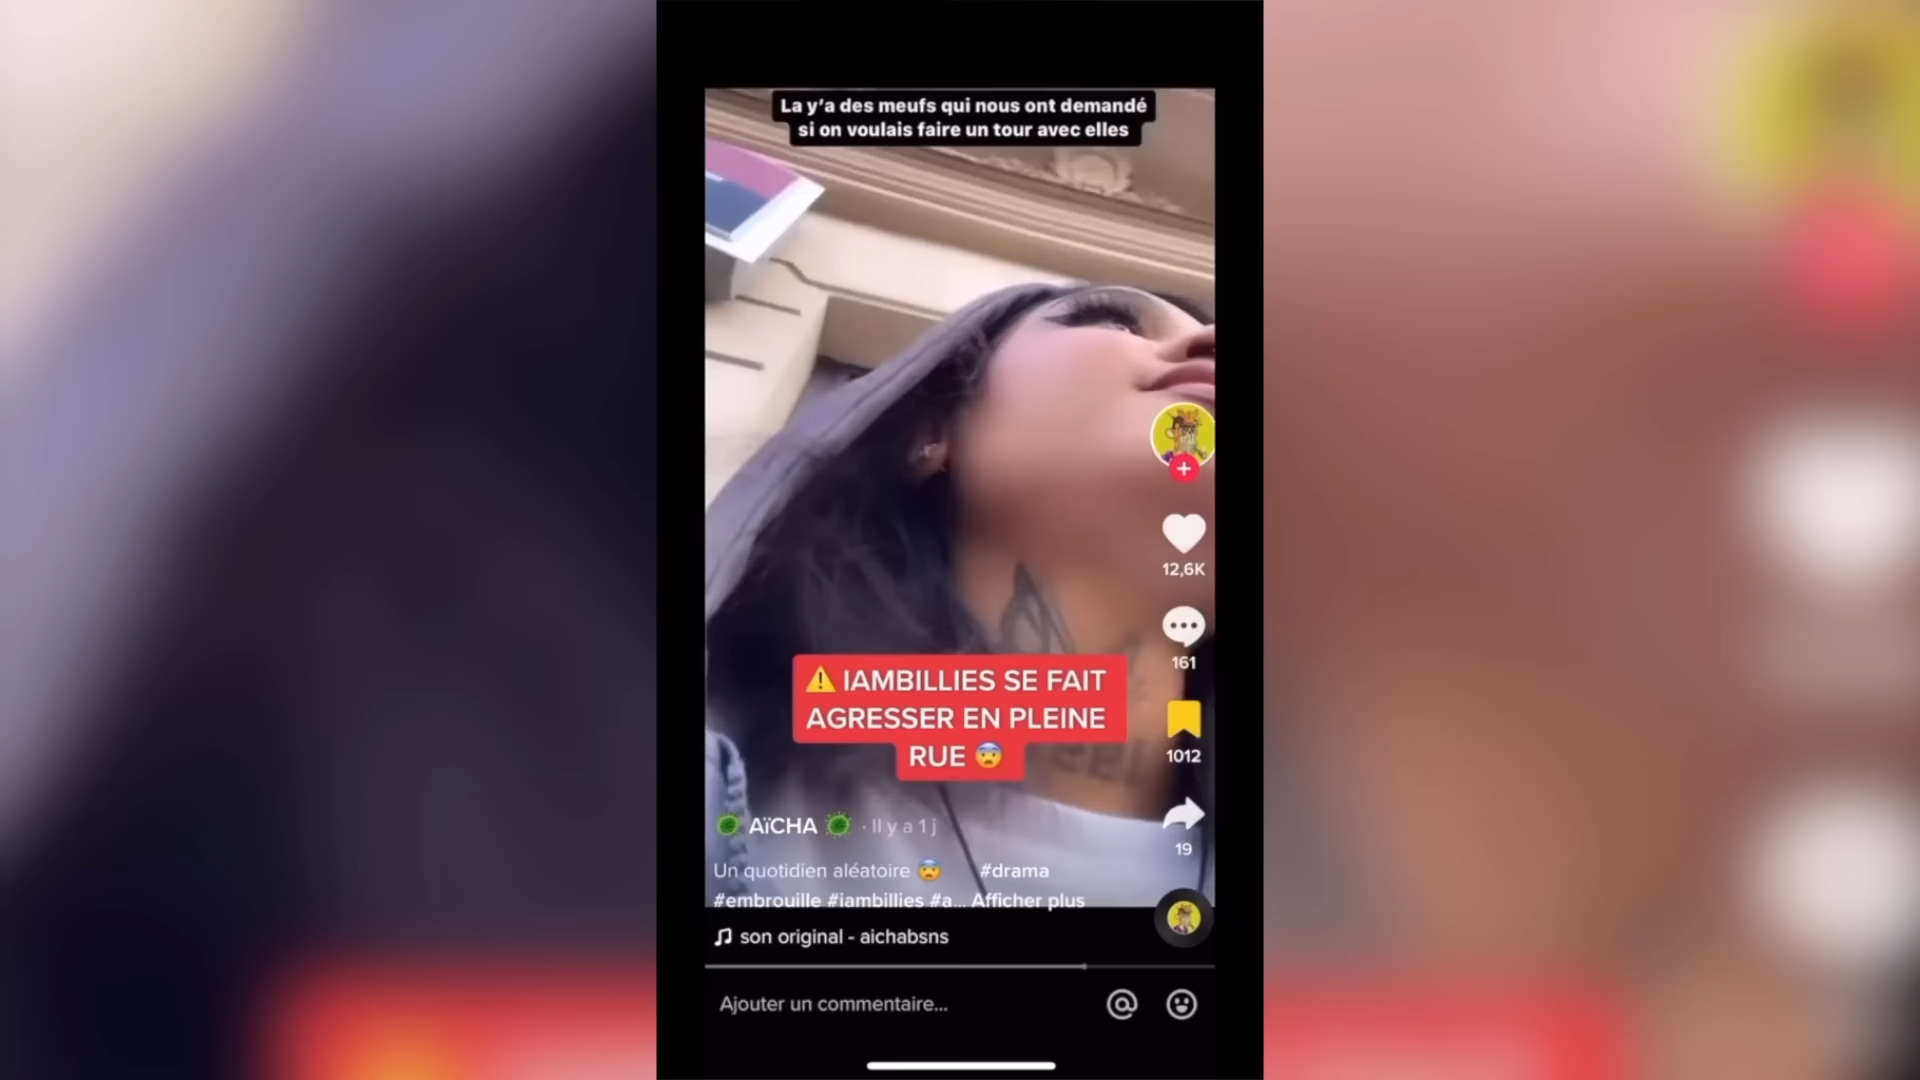 La y'a des meufs qui nous ont demandé
si on voulais faire un tour avec elles
12,6K
161
⚠️ IAMBILLIES SE FAIT
AGRESSER EN PLEINE
RUE 😨
1012
🦠 AïCHA 🦠 · Il y a 1 j
19
Un quotidien aléatoire 😨 #drama
#embrouille #iambillies #a... Afficher plus
son original - aichabsns
Ajouter un commentaire...